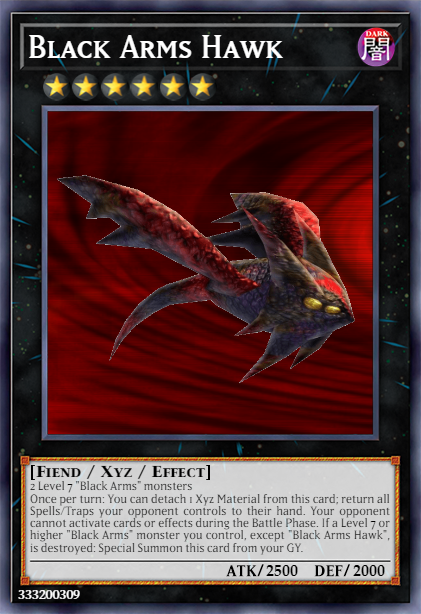 Black Arms Hawk
DARK
闇
[Fiend / Xyz / Effect]
2 Level 7 "Black Arms" monsters
Once per turn: You can detach 1 Xyz Material from this card; return all
Spells/Traps your opponent controls to their hand. Your opponent
cannot activate cards or effects during the Battle Phase. If a Level 7 or
higher "Black Arms" monster you control, except "Black Arms Hawk",
is destroyed: Special Summon this card from your GY.
ATK/2500 DEF/2000
333200309